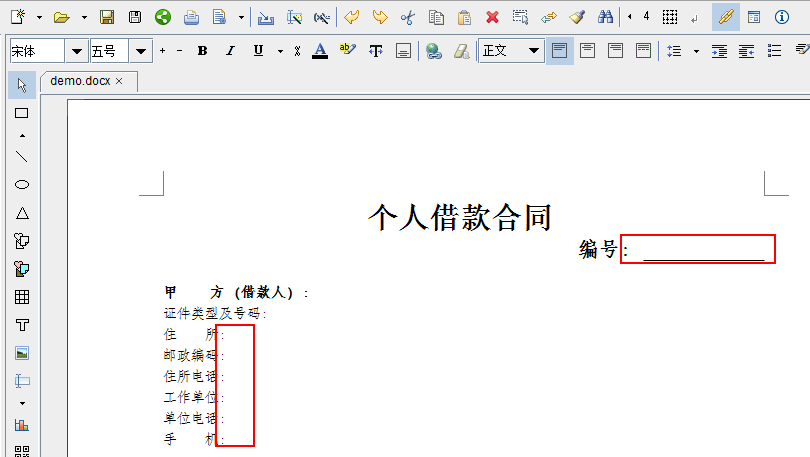 4
宋体 五号 + - B I U % A ab T 正文
demo.docx ×
个人借款合同
编号：
甲 方（借款人）：
证件类型及号码：
住 所：
邮政编码：
住所电话：
工作单位：
单位电话：
手 机：